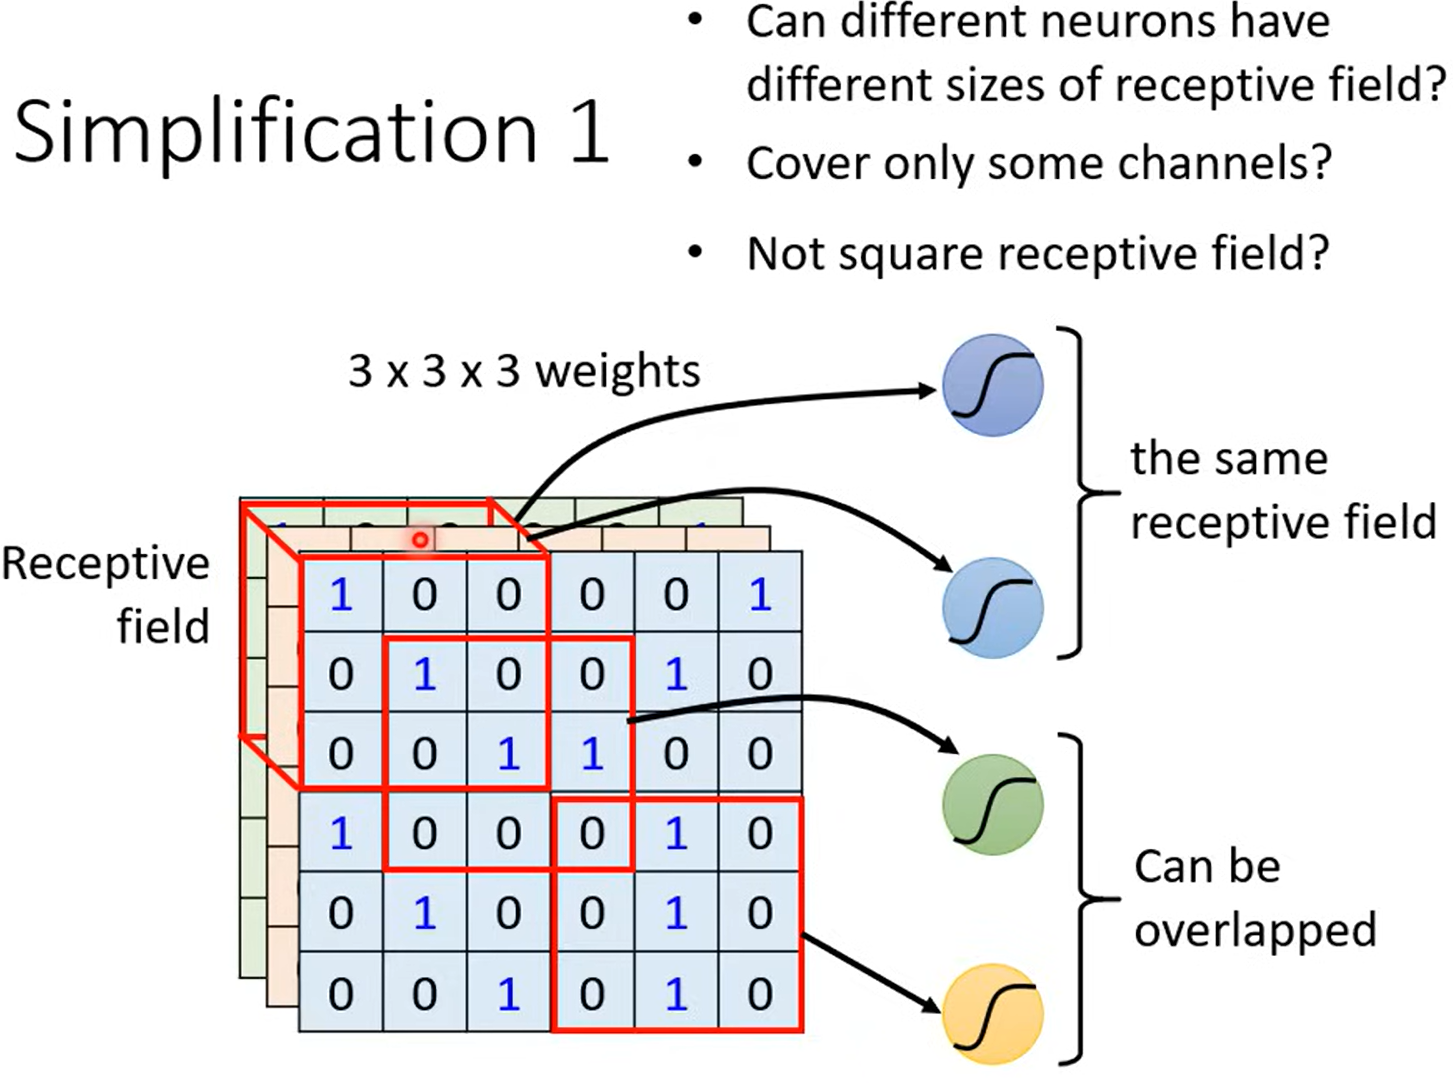 Simplification 1
• Can different neurons have
different sizes of receptive field?
• Cover only some channels?
• Not square receptive field?
3 x 3 x 3 weights
the same
receptive field
Receptive
field
1 0 0 0 0 1
0 1 0 0 1 0
0 0 1 1 0 0
1 0 0 0 1 0
0 1 0 0 1 0
0 0 1 0 1 0
Can be
overlapped